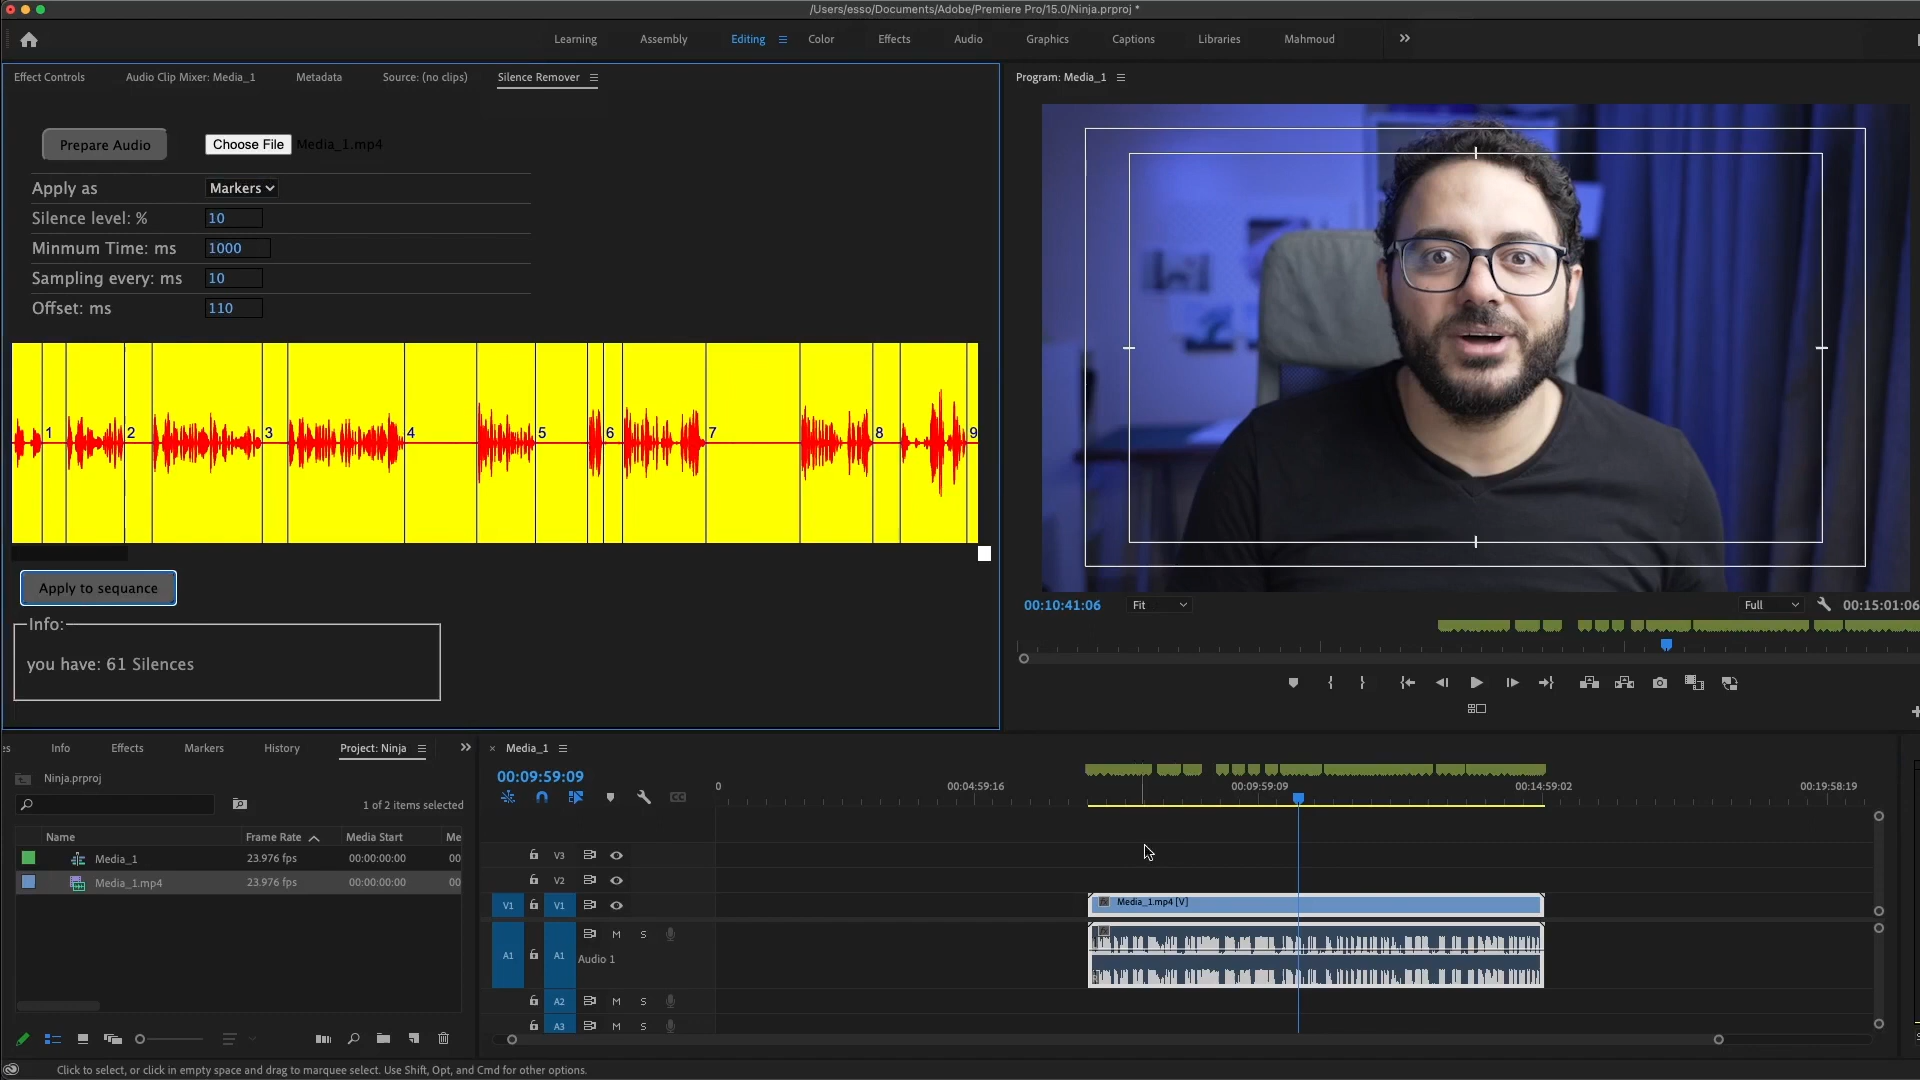 /Users/esso/Documents/Adobe/Premiere Pro/15.0/Ninja.prproj *
Learning Assembly Editing Color Effects Audio Graphics Captions Libraries Mahmoud
Effect Controls Audio Clip Mixer: Media_1 Metadata Source: (no clips) Silence Remover
Program: Media_1
Prepare Audio Choose File Media_1.mp4
Apply as Markers
Silence level: % 10
Minmum Time: ms 1000
Sampling every: ms 10
Offset: ms 110
1 2 3 4 5 6 7 8 9
Apply to sequance
Info:
you have: 61 Silences
00:10:41:06 Fit Full 00:15:01:06
es Info Effects Markers History Project: Ninja
Ninja.prproj
1 of 2 items selected
Name Frame Rate Media Start Me
Media_1 23.976 fps 00:00:00:00 00
Media_1.mp4 23.976 fps 00:00:00:00 00
× Media_1
00:09:59:09
0 00:04:59:16 00:09:59:09 00:14:59:02 00:19:58:19
CC
V3
V2
V1 V1 Media_1.mp4 [V]
fx
A1 A1 M S
Audio 1
A2 M S
A3 M S
Click to select, or click in empty space and drag to marquee select. Use Shift, Opt, and Cmd for other options.